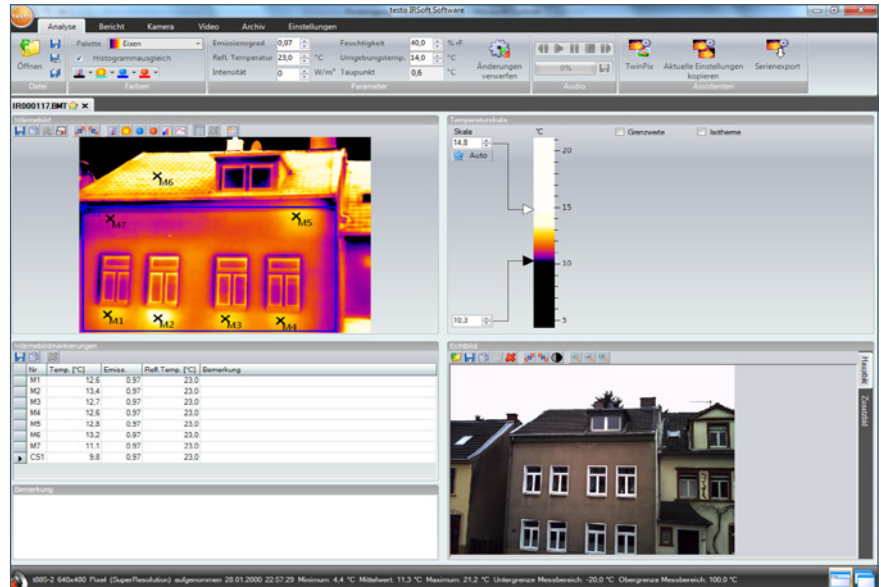 testo IRSoft Software
testo
Analyse Bericht Kamera Video Archiv Einstellungen
Öffnen
Palette Eisen
Histogrammausgleich
Emissionsgrad 0,97
Refl. Temperatur 23,0 °C
Intensität 0 W/m²
Feuchtigkeit 40,0 % rF
Umgebungstemp. 14,0 °C
Taupunkt 0,6 °C
Änderungen verwerfen
0%
TwinPix
Aktuelle Einstellungen kopieren
Serienexport
Datei Farben Parameter Audio Assistenten
IR000117.BMT
Wärmebild
M6
M7
M5
M1 M2 M3 M4
Temperaturskala
Skala
14,8
Auto
°C
Grenzwerte
Isotherme
20
15
10
5
10,3
Wärmebildmarkierungen
Nr Temp. [°C] Emiss. Refl.Temp. [°C] Bemerkung
M1 12,6 0,97 23,0
M2 13,4 0,97 23,0
M3 12,7 0,97 23,0
M4 12,6 0,97 23,0
M5 12,8 0,97 23,0
M6 13,2 0,97 23,0
M7 11,1 0,97 23,0
CS1 9,8 0,97 23,0
Bemerkung
Echtbild
Hauptbild
Zusatzbild
t885-2 640x480 Pixel (SuperResolution) aufgenommen 28.01.2000 22:57:29 Minimum: 4,4 °C Mittelwert: 11,3 °C Maximum: 21,2 °C Untergrenze Messbereich: -20,0 °C Obergrenze Messbereich: 100,0 °C